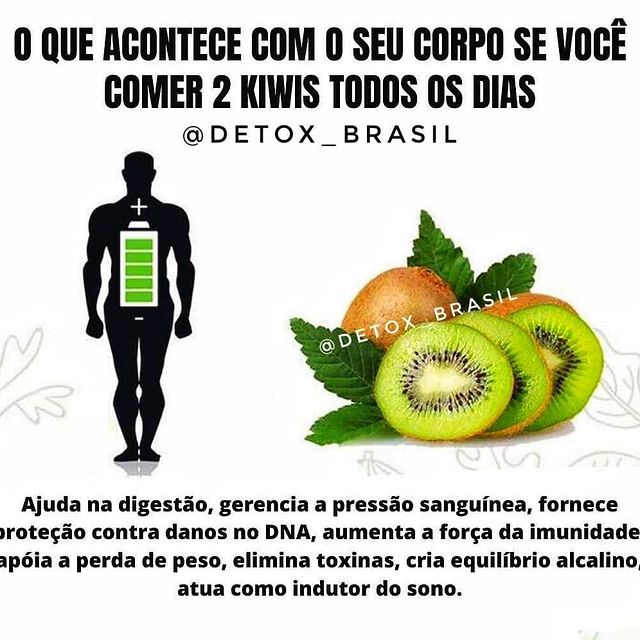 O QUE ACONTECE COM O SEU CORPO SE VOCÊ
COMER 2 KIWIS TODOS OS DIAS
@DETOX_BRASIL
+
-
@DETOX_BRASIL
Ajuda na digestão, gerencia a pressão sanguínea, fornece
proteção contra danos no DNA, aumenta a força da imunidade,
apóia a perda de peso, elimina toxinas, cria equilíbrio alcalino,
atua como indutor do sono.